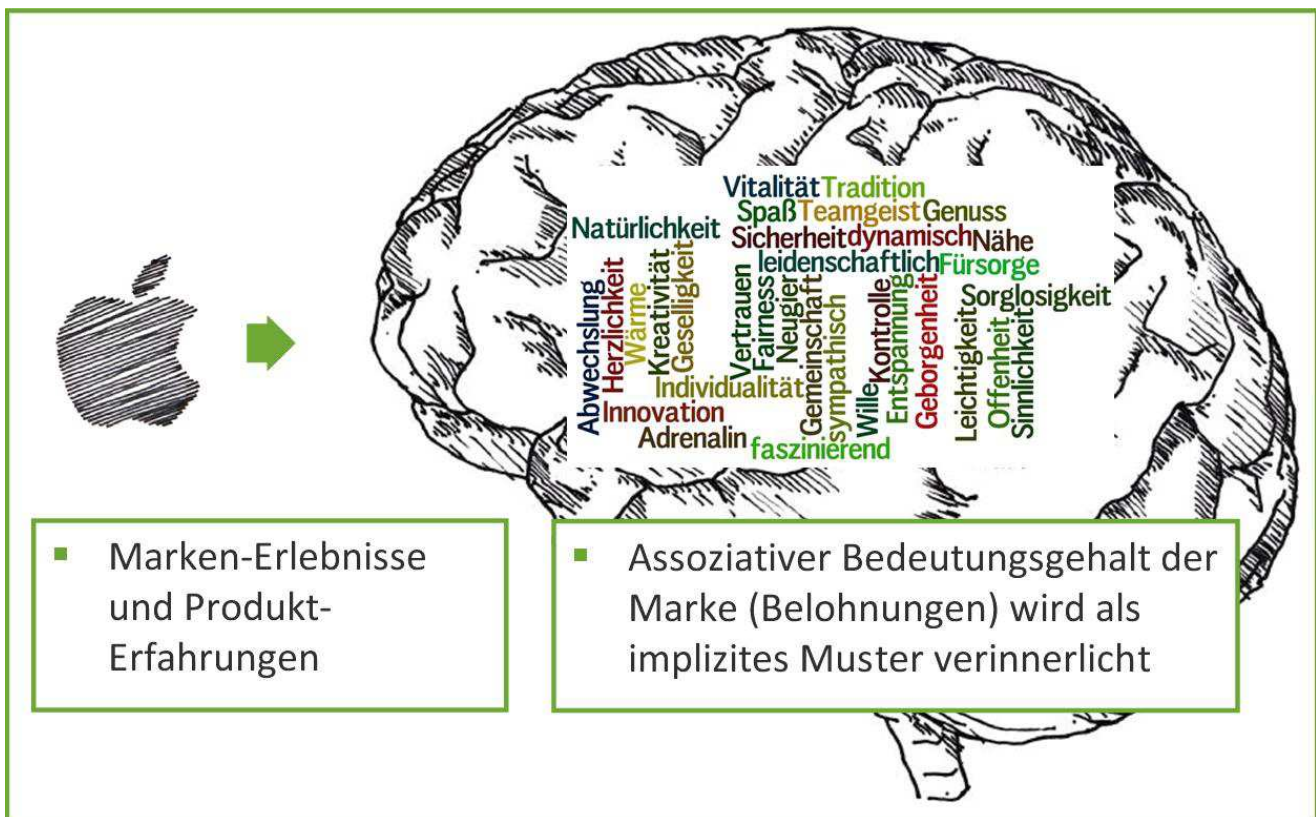 Vitalität Tradition
Spaß Teamgeist Genuss
Natürlichkeit
Sicherheit dynamisch Nähe
leidenschaftlich Fürsorge
Abwechslung
Herzlichkeit
Wärme
Kreativität
Geselligkeit
Vertrauen
Fairness
Neugier
Gemeinschaft
sympathisch
Wille
Kontrolle
Entspannung
Geborgenheit
Sorglosigkeit
Leichtigkeit
Offenheit
Sinnlichkeit
Individualität
Innovation
Adrenalin
faszinierend
▪ Marken-Erlebnisse
und Produkt-
Erfahrungen
▪ Assoziativer Bedeutungsgehalt der
Marke (Belohnungen) wird als
implizites Muster verinnerlicht